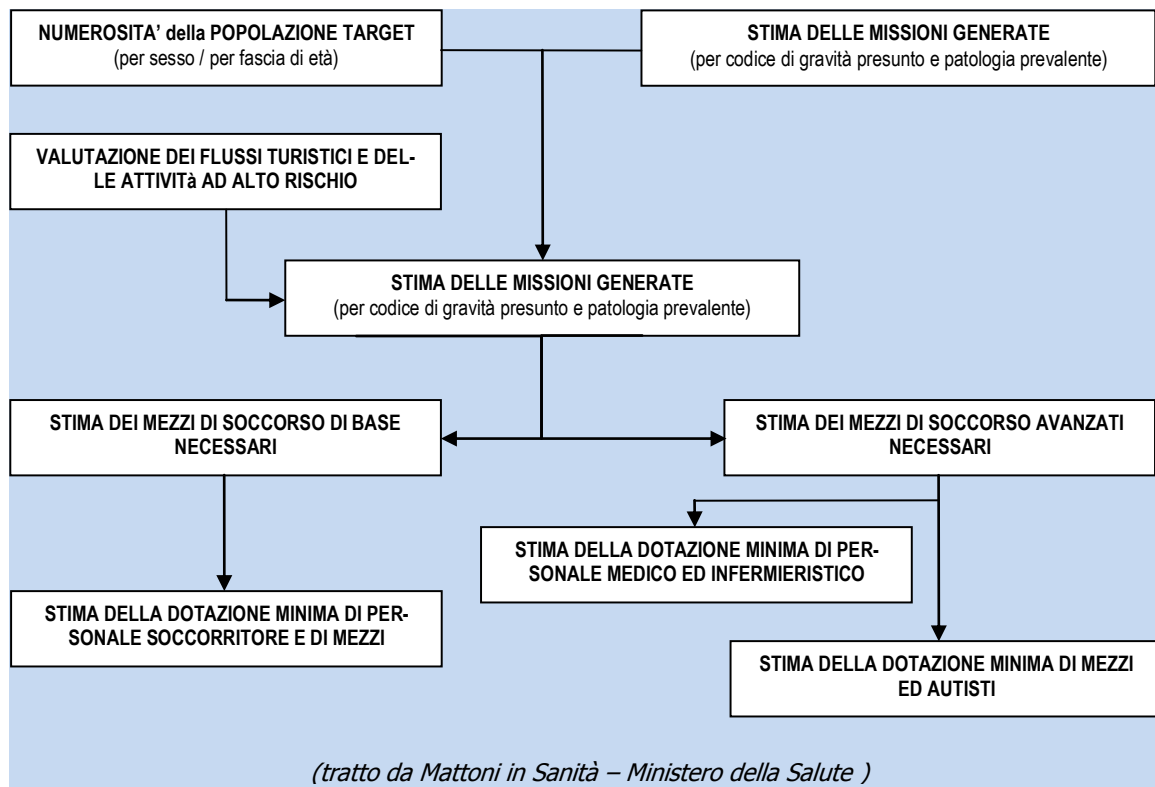 NUMEROSITA’ della POPOLAZIONE TARGET
(per sesso / per fascia di età)
STIMA DELLE MISSIONI GENERATE
(per codice di gravità presunto e patologia prevalente)
VALUTAZIONE DEI FLUSSI TURISTICI E DEL-
LE ATTIVITà AD ALTO RISCHIO
STIMA DELLE MISSIONI GENERATE
(per codice di gravità presunto e patologia prevalente)
STIMA DEI MEZZI DI SOCCORSO DI BASE
NECESSARI
STIMA DEI MEZZI DI SOCCORSO AVANZATI
NECESSARI
STIMA DELLA DOTAZIONE MINIMA DI PER-
SONALE MEDICO ED INFERMIERISTICO
STIMA DELLA DOTAZIONE MINIMA DI PER-
SONALE SOCCORRITORE E DI MEZZI
STIMA DELLA DOTAZIONE MINIMA DI MEZZI
ED AUTISTI
(tratto da Mattoni in Sanità – Ministero della Salute )